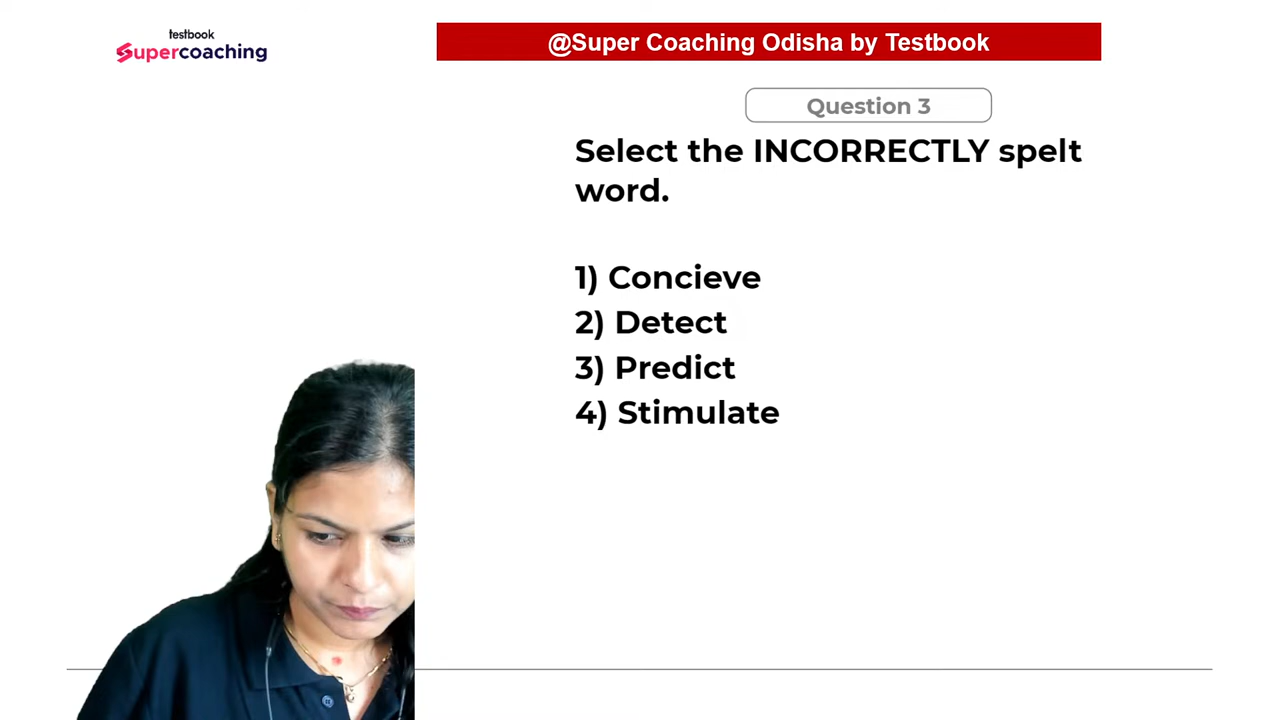 testbook
Supercoaching
@Super Coaching Odisha by Testbook
Question 3
Select the INCORRECTLY spelt
word.
1) Concieve
2) Detect
3) Predict
4) Stimulate